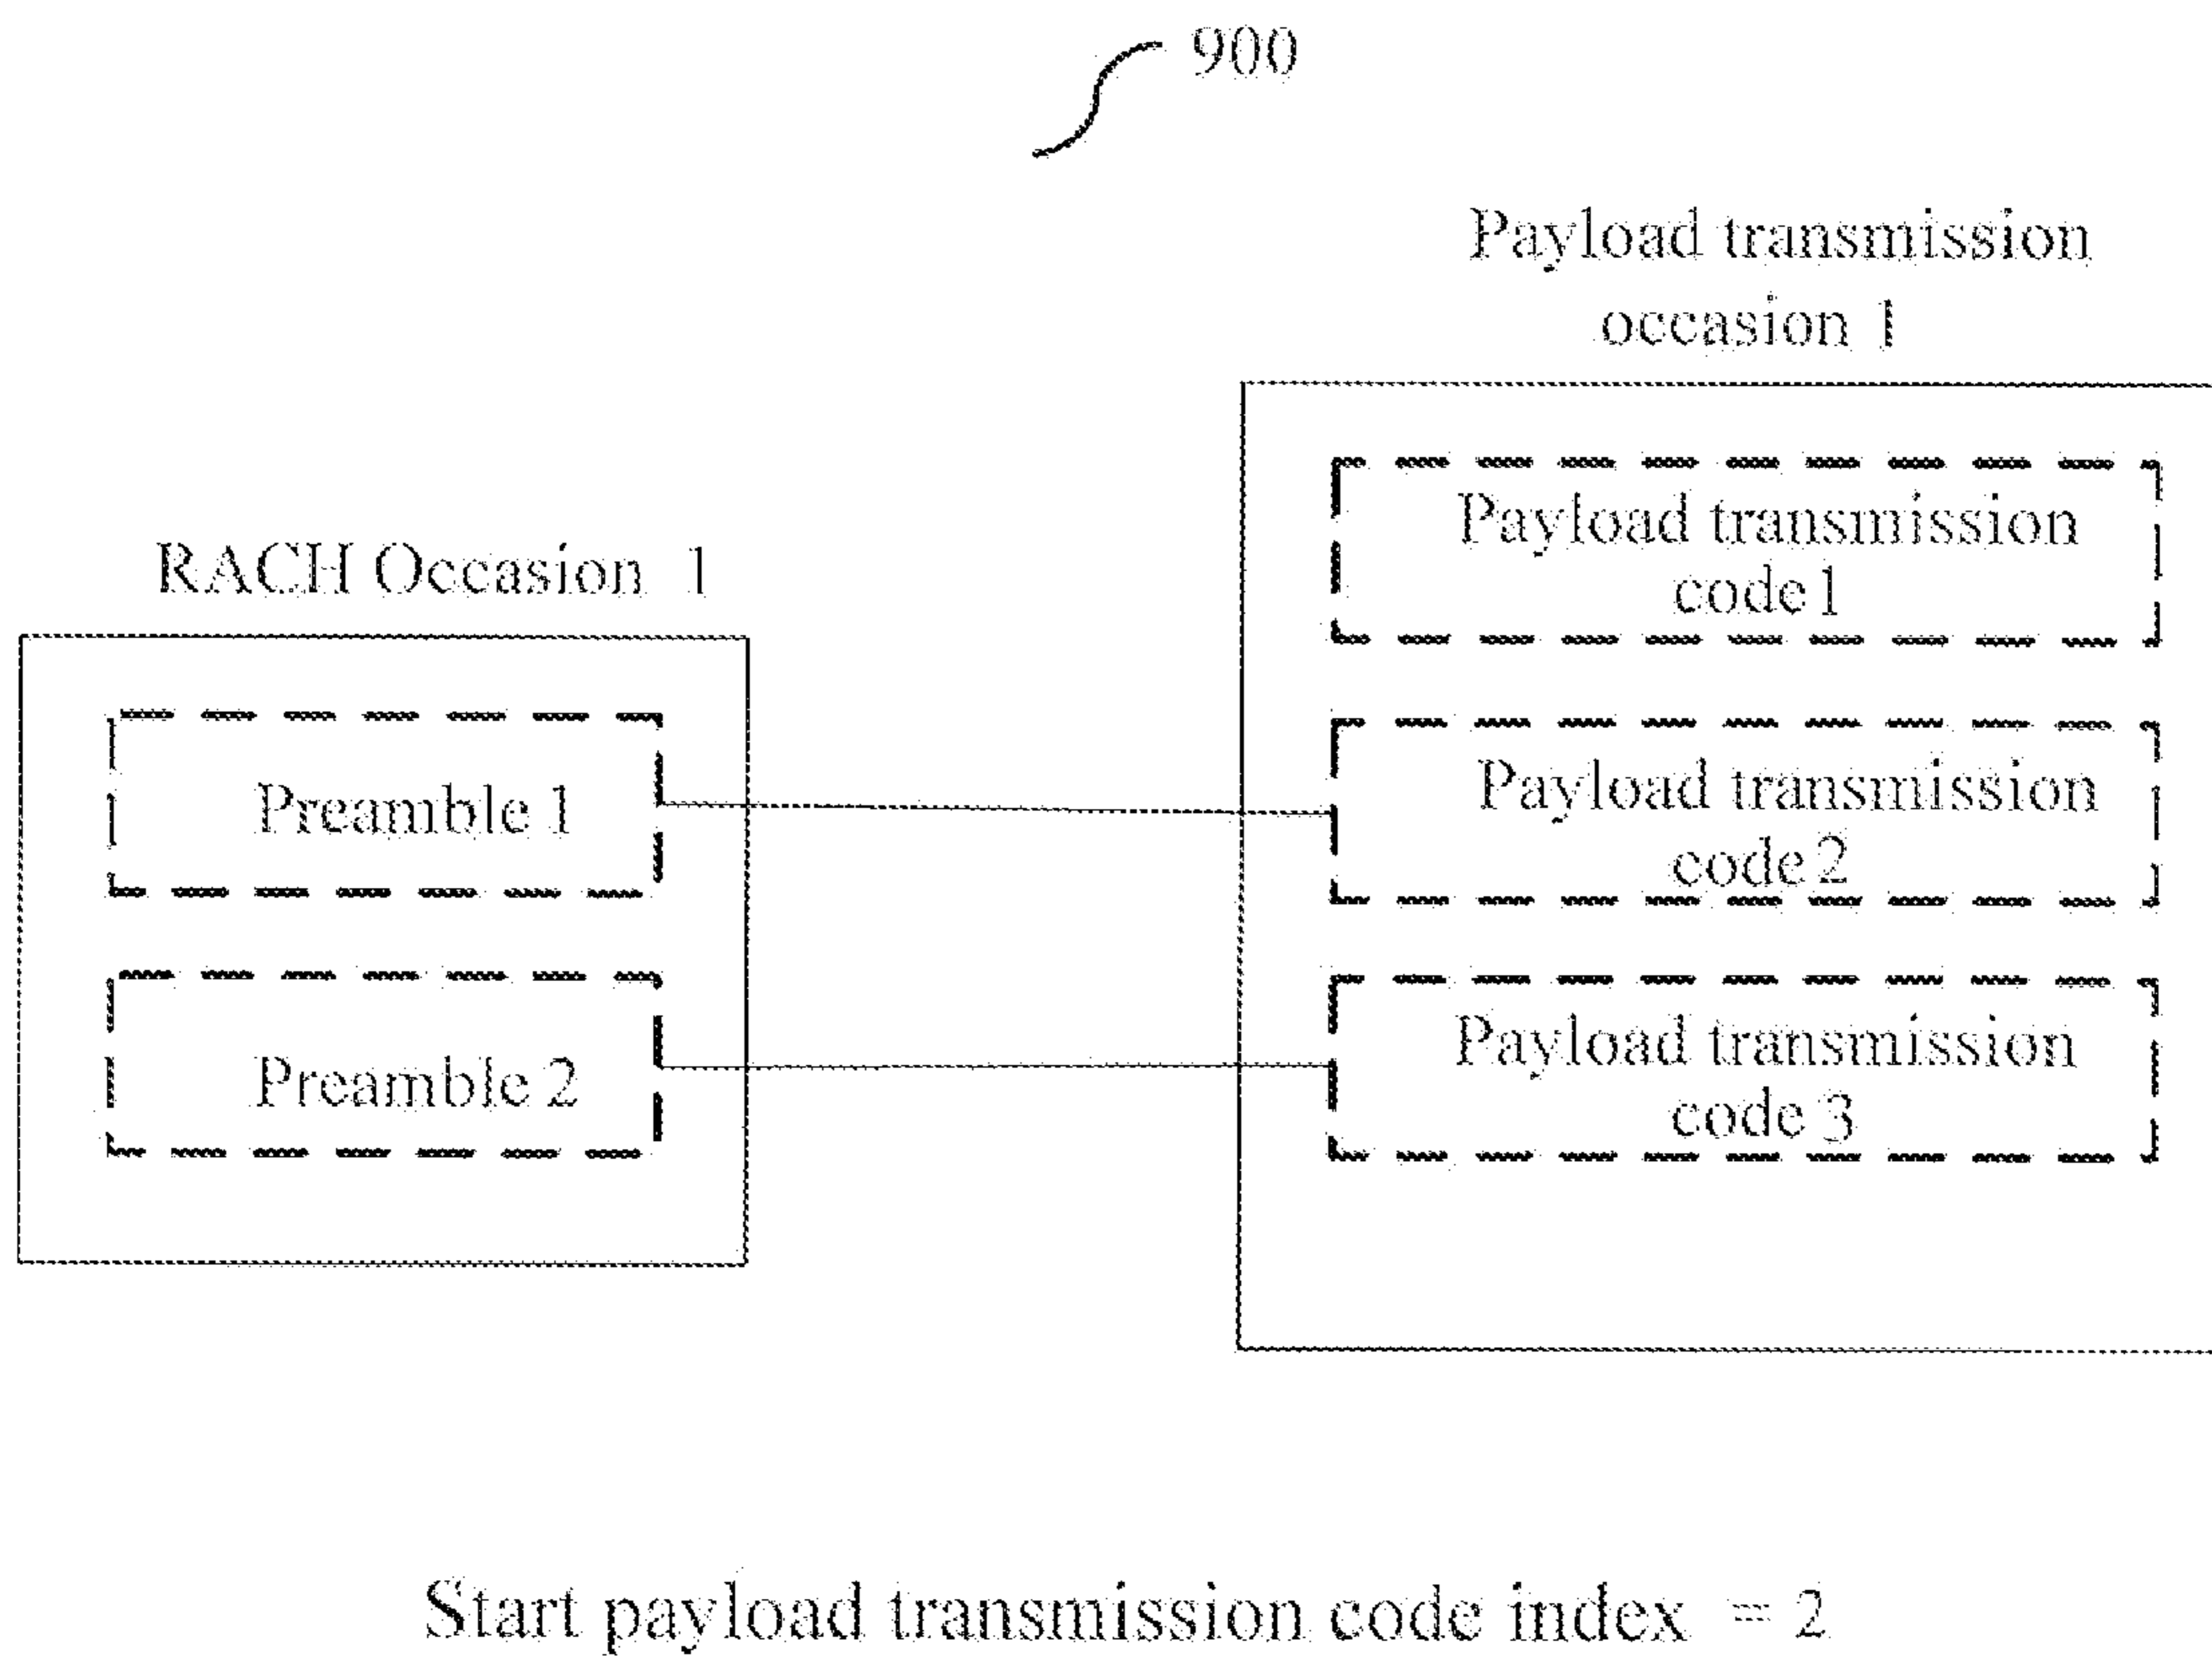 900
Payload transmission
occasion 1
Payload transmission
code 1
RACH Occasion 1
Preamble 1
Payload transmission
code 2
Preamble 2
Payload transmission
code 3
Start payload transmission code index = 2